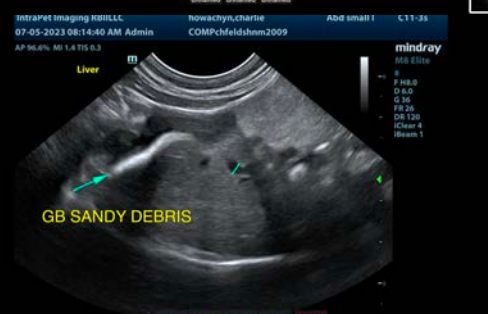 IntraPet Imaging RBIILLC howachyn,charlie Abd small1 C11-3s
07-05-2023 08:14:40 AM Admin COMPchfeldshnm2009
AP 96.6% MI 1.4 TIS 0.3
mindray
M8 Elite
Liver
m
B
F H8.0
D 6.0
G 36
FR 26
DR 120
iClear 4
iBeam 1
GB SANDY DEBRIS